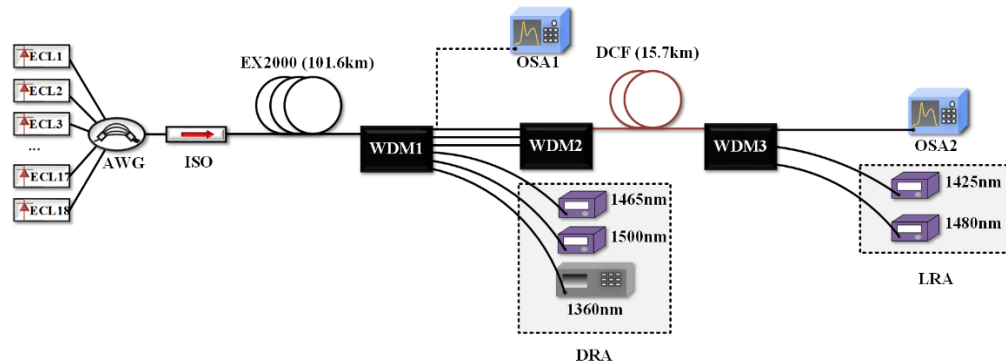 ECL1
ECL2
ECL3
...
ECL17
ECL18
AWG
ISO
EX2000 (101.6km)
OSA1
DCF (15.7km)
WDM1
WDM2
WDM3
OSA2
1465nm
1500nm
1360nm
DRA
1425nm
1480nm
LRA